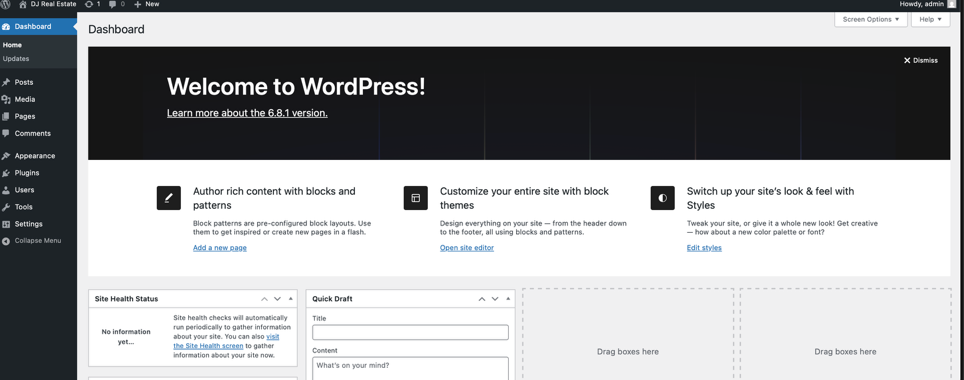 DJ Real Estate 1 0 + New Howdy, admin
Dashboard
Home
Updates
Posts
Media
Pages
Comments
Appearance
Plugins
Users
Tools
Settings
Collapse Menu
Screen Options ▼ Help ▼
Dashboard
Dismiss
Welcome to WordPress!
Learn more about the 6.8.1 version.
Author rich content with blocks and
patterns
Block patterns are pre-configured block layouts. Use
them to get inspired or create new pages in a flash.
Add a new page
Customize your entire site with block
themes
Design everything on your site — from the header down
to the footer, all using blocks and patterns.
Open site editor
Switch up your site’s look & feel with
Styles
Tweak your site, or give it a whole new look! Get creative
— how about a new color palette or font?
Edit styles
Site Health Status
No information
yet…
Site health checks will automatically
run periodically to gather information
about your site. You can also visit
the Site Health screen to gather
information about your site now.
Quick Draft
Title
Content
What’s on your mind?
Drag boxes here
Drag boxes here